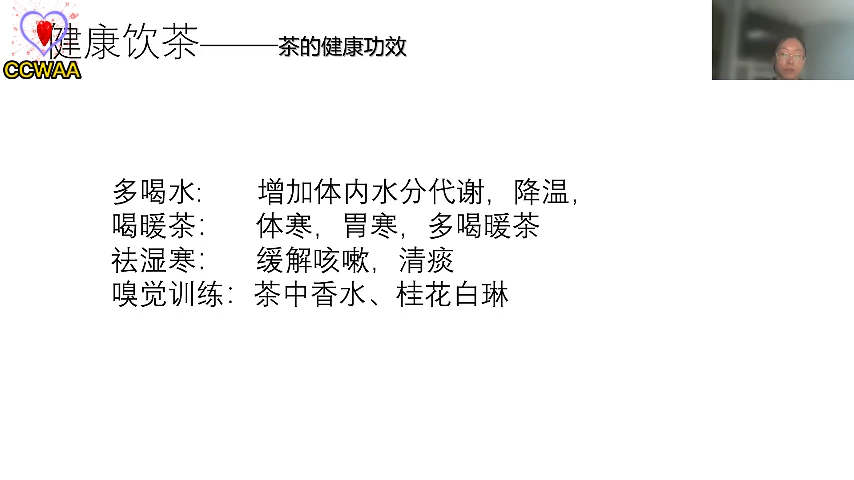 健康饮茶——茶的健康功效
CCWAA
多喝水: 增加体内水分代谢，降温，
喝暖茶： 体寒，胃寒，多喝暖茶
祛湿寒： 缓解咳嗽，清痰
嗅觉训练：茶中香水、桂花白琳